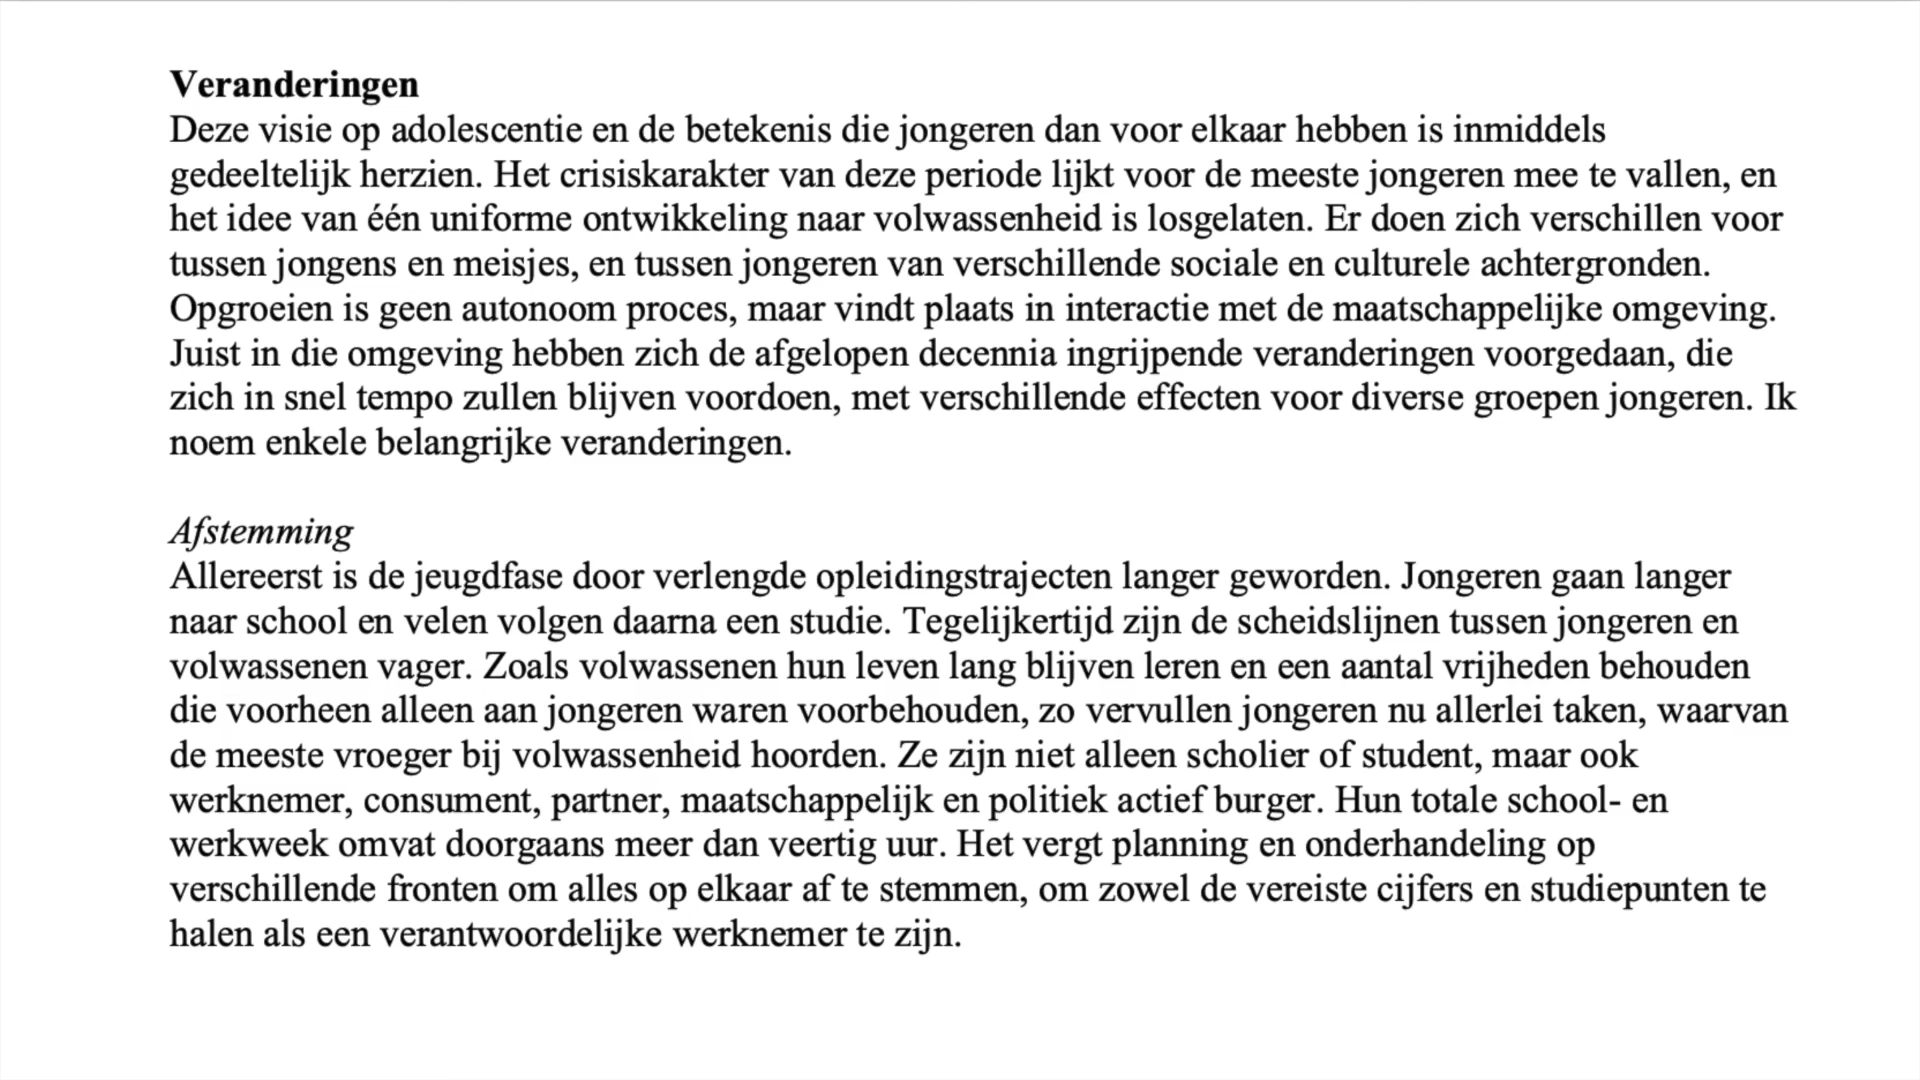 Veranderingen
Deze visie op adolescentie en de betekenis die jongeren dan voor elkaar hebben is inmiddels
gedeeltelijk herzien. Het crisiskarakter van deze periode lijkt voor de meeste jongeren mee te vallen, en
het idee van één uniforme ontwikkeling naar volwassenheid is losgelaten. Er doen zich verschillen voor
tussen jongens en meisjes, en tussen jongeren van verschillende sociale en culturele achtergronden.
Opgroeien is geen autonoom proces, maar vindt plaats in interactie met de maatschappelijke omgeving.
Juist in die omgeving hebben zich de afgelopen decennia ingrijpende veranderingen voorgedaan, die
zich in snel tempo zullen blijven voordoen, met verschillende effecten voor diverse groepen jongeren. Ik
noem enkele belangrijke veranderingen.
Afstemming
Allereerst is de jeugdfase door verlengde opleidingstrajecten langer geworden. Jongeren gaan langer
naar school en velen volgen daarna een studie. Tegelijkertijd zijn de scheidslijnen tussen jongeren en
volwassenen vager. Zoals volwassenen hun leven lang blijven leren en een aantal vrijheden behouden
die voorheen alleen aan jongeren waren voorbehouden, zo vervullen jongeren nu allerlei taken, waarvan
de meeste vroeger bij volwassenheid hoorden. Ze zijn niet alleen scholier of student, maar ook
werknemer, consument, partner, maatschappelijk en politiek actief burger. Hun totale school- en
werkweek omvat doorgaans meer dan veertig uur. Het vergt planning en onderhandeling op
verschillende fronten om alles op elkaar af te stemmen, om zowel de vereiste cijfers en studiepunten te
halen als een verantwoordelijke werknemer te zijn.